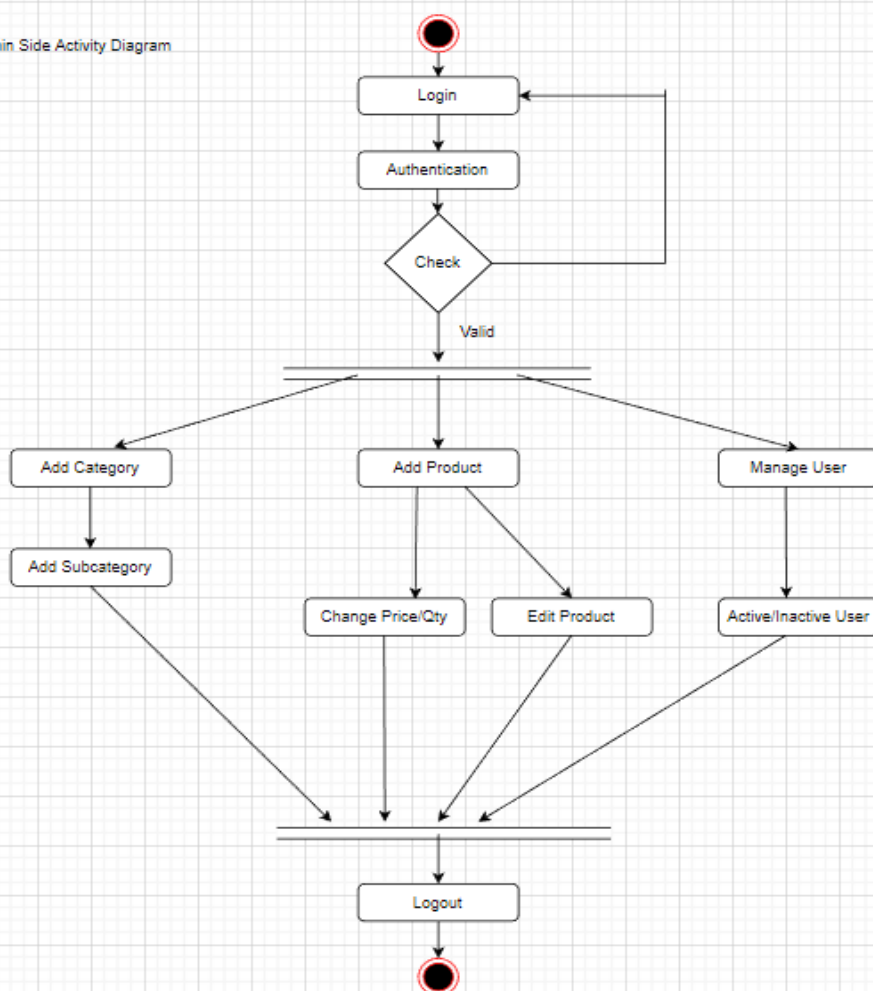 in Side Activity Diagram
Login
Authentication
Check
Valid
Add Category
Add Product
Manage User
Add Subcategory
Change Price/Qty
Edit Product
Active/Inactive User
Logout